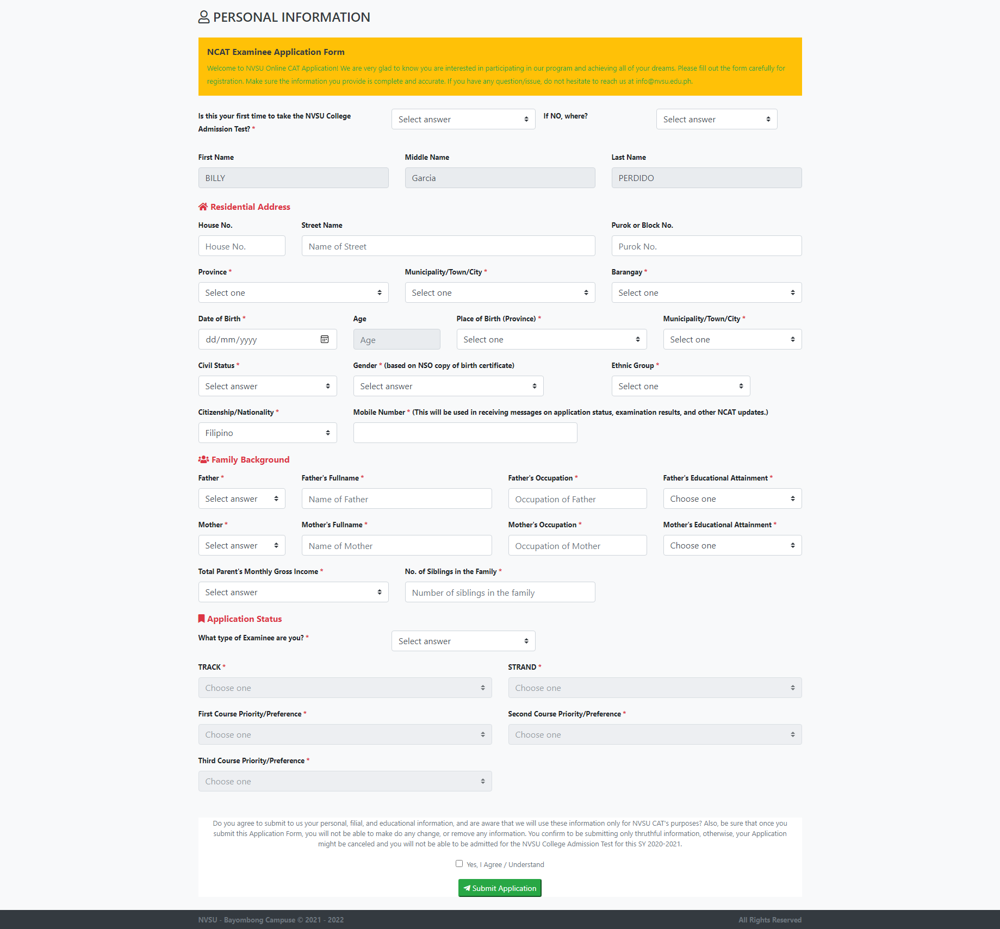 PERSONAL INFORMATION
NCAT Examinee Application Form
Welcome to NVSU Online CAT Application! We are very glad to know you are interested in participating in our program and achieving all of your dreams. Please fill out the form carefully for
registration. Make sure the information you provide is complete and accurate. If you have any question/issue, do not hesitate to reach us at info@nvsu.edu.ph.
Is this your first time to take the NVSU College
Admission Test? *
Select answer
If NO, where?
Select answer
First Name Middle Name Last Name
BILLY Garcia PERDIDO
Residential Address
House No. Street Name Purok or Block No.
House No. Name of Street Purok No.
Province * Municipality/Town/City * Barangay *
Select one Select one Select one
Date of Birth * Age Place of Birth (Province) * Municipality/Town/City *
dd/mm/yyyy Age Select one Select one
Civil Status * Gender * (based on NSO copy of birth certificate) Ethnic Group *
Select answer Select answer Select one
Citizenship/Nationality * Mobile Number * (This will be used in receiving messages on application status, examination results, and other NCAT updates.)
Filipino
Family Background
Father * Father's Fullname * Father's Occupation * Father's Educational Attainment *
Select answer Name of Father Occupation of Father Choose one
Mother * Mother's Fullname * Mother's Occupation * Mother's Educational Attainment *
Select answer Name of Mother Occupation of Mother Choose one
Total Parent's Monthly Gross Income * No. of Siblings in the Family *
Select answer Number of siblings in the family
Application Status
What type of Examinee are you? * Select answer
TRACK * STRAND *
Choose one Choose one
First Course Priority/Preference * Second Course Priority/Preference *
Choose one Choose one
Third Course Priority/Preference *
Choose one
Do you agree to submit to us your personal, filial, and educational information, and are aware that we will use these information only for NVSU CAT's purposes? Also, be sure that once you
submit this Application Form, you will not be able to make do any change, or remove any information. You confirm to be submitting only thruthful information, otherwise, your Application
might be canceled and you will not be able to be admitted for the NVSU College Admission Test for this SY 2020-2021.
Yes, I Agree / Understand
Submit Application
NVSU - Bayombong Campuse © 2021 - 2022 All Rights Reserved